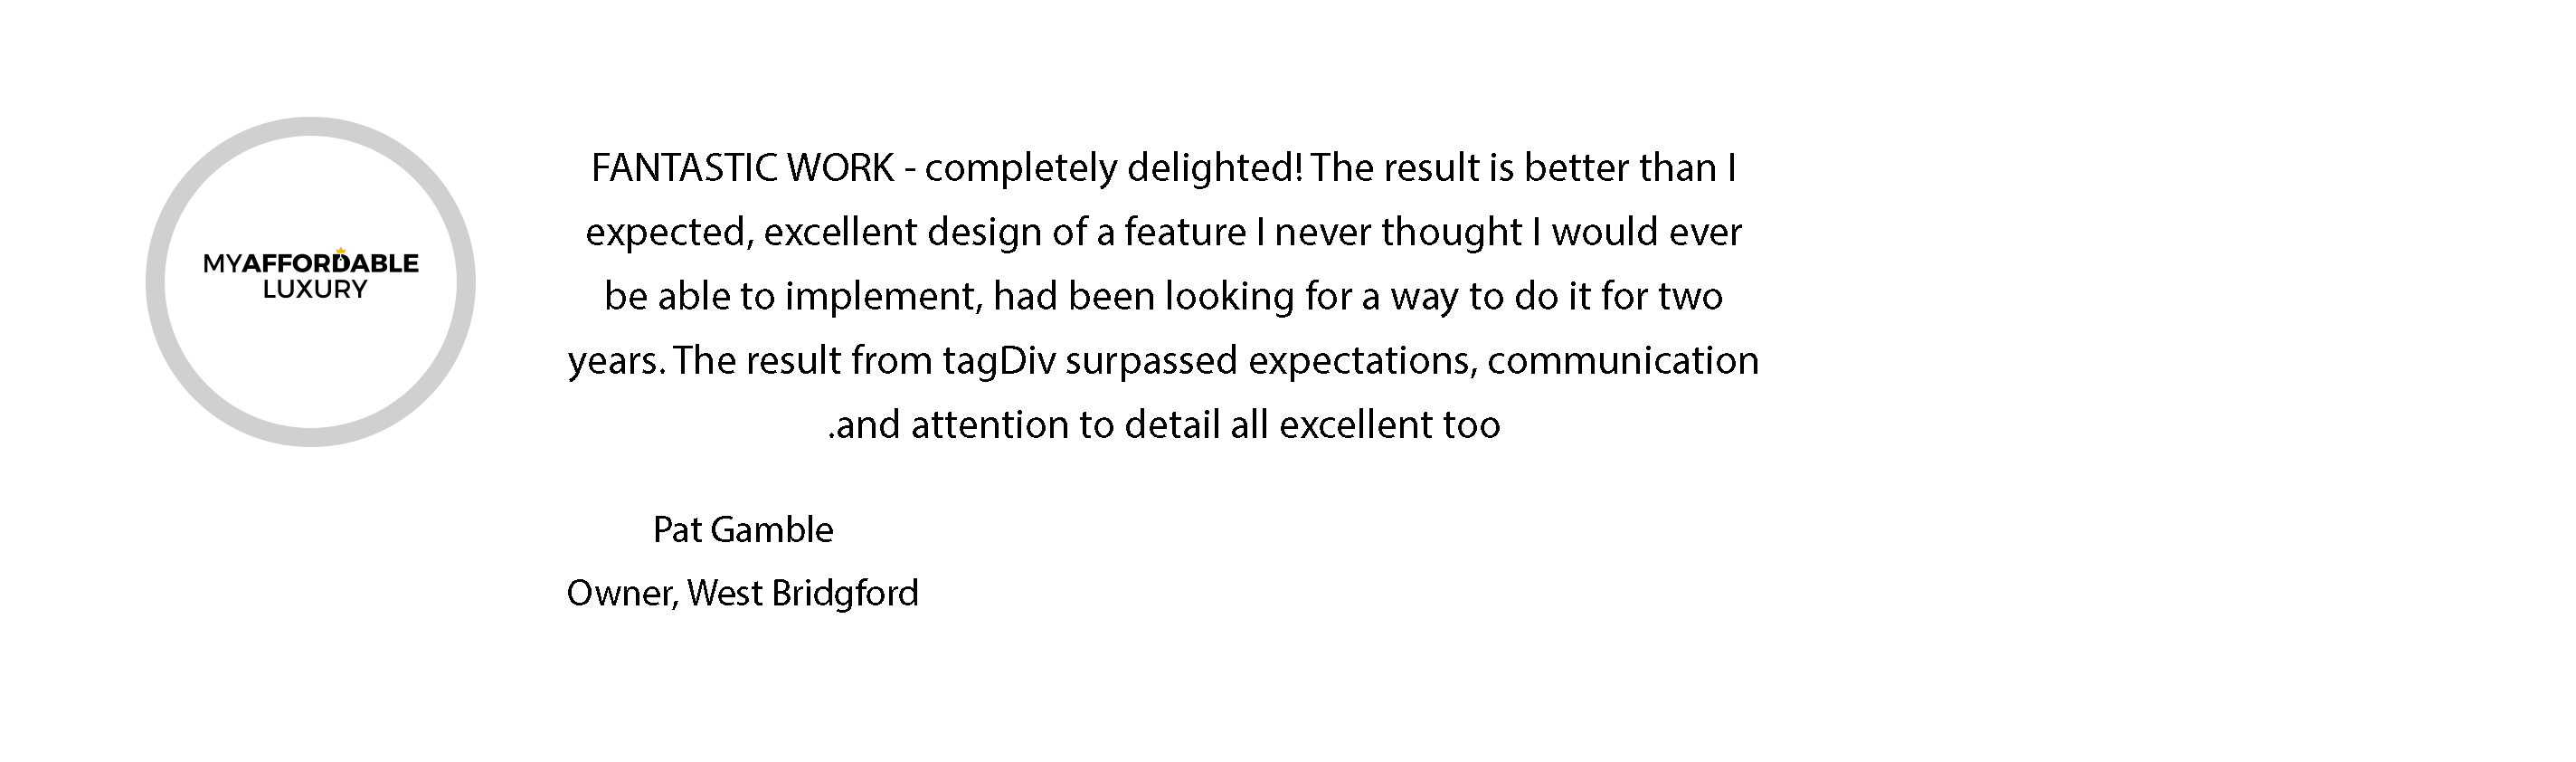 MYAFFORDABLE
LUXURY
FANTASTIC WORK - completely delighted! The result is better than I
expected, excellent design of a feature I never thought I would ever
be able to implement, had been looking for a way to do it for two
years. The result from tagDiv surpassed expectations, communication
.and attention to detail all excellent too
Pat Gamble
Owner, West Bridgford